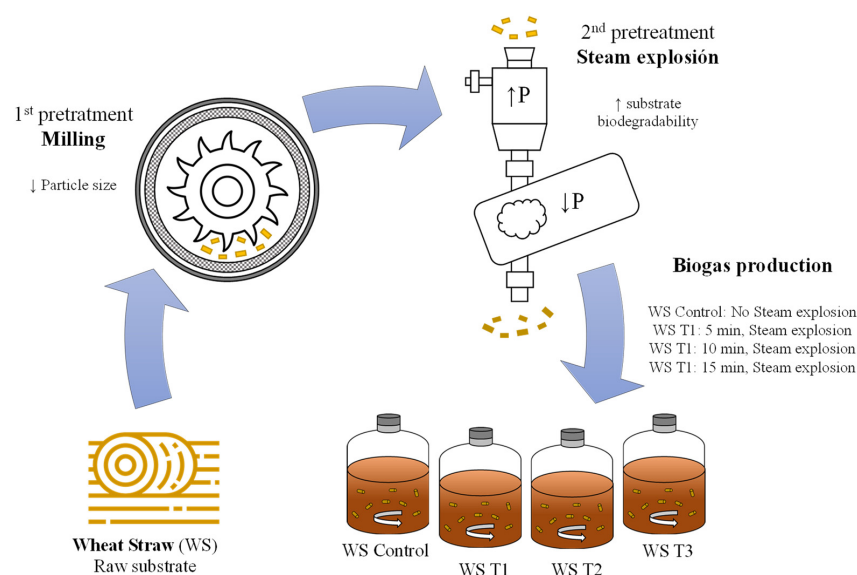 1st pretratment
Milling
↓ Particle size
2nd pretreatment
Steam explosión
↑ substrate
biodegradability
↑P
↓P
Biogas production
WS Control: No Steam explosion
WS T1: 5 min, Steam explosion
WS T1: 10 min, Steam explosion
WS T1: 15 min, Steam explosion
Wheat Straw (WS)
Raw substrate
WS Control
WS T1
WS T2
WS T3